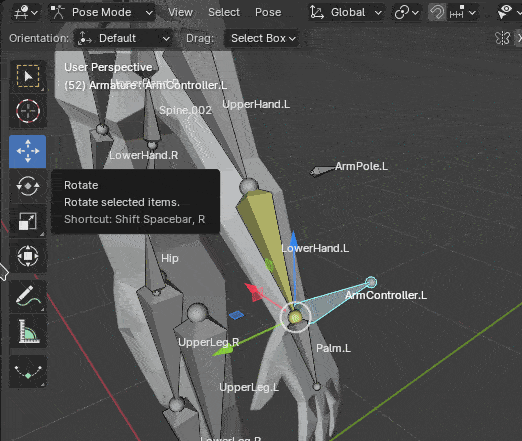 Pose Mode View Select Pose Global
Orientation: Default Drag: Select Box
User Perspective
(52) Armature : ArmController.L
UpperHand.L
Spine.002
LowerHand.R
ArmPole.L
Rotate
Rotate selected items.
Shortcut: Shift Spacebar, R
LowerHand.L
Hip
ArmController.L
UpperLeg.R
Palm.L
UpperLeg.L
LowerLeg.R